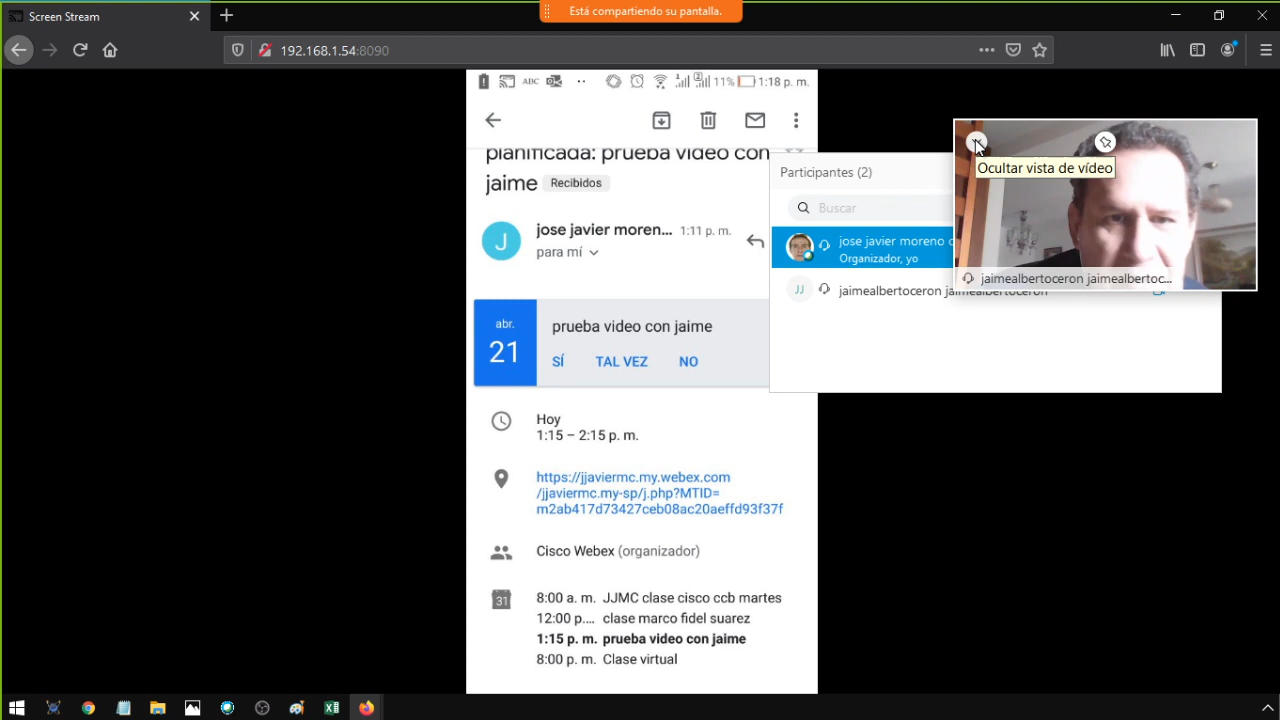 Screen Stream
Está compartiendo su pantalla.
192.168.1.54:8090
ABC
11%
1:18 p. m.
planificada: prueba video con
jaime Recibidos
J
jose javier moren... 1:11 p. m.
para mí
abr.
21
prueba video con jaime
SÍ TAL VEZ NO
Hoy
1:15 – 2:15 p. m.
https://jjaviermc.my.webex.com
/jjaviermc.my-sp/j.php?MTID=
m2ab417d73427ceb08ac20aeffd93f37f
Cisco Webex (organizador)
31
8:00 a. m. JJMC clase cisco ccb martes
12:00 p.... clase marco fidel suarez
1:15 p. m. prueba video con jaime
8:00 p. m. Clase virtual
Participantes (2)
Buscar
jose javier moreno
Organizador, yo
JJ
jaimealbertoceron jaimealbertoceron
Ocultar vista de vídeo
jaimealbertoceron jaimealbertoc...